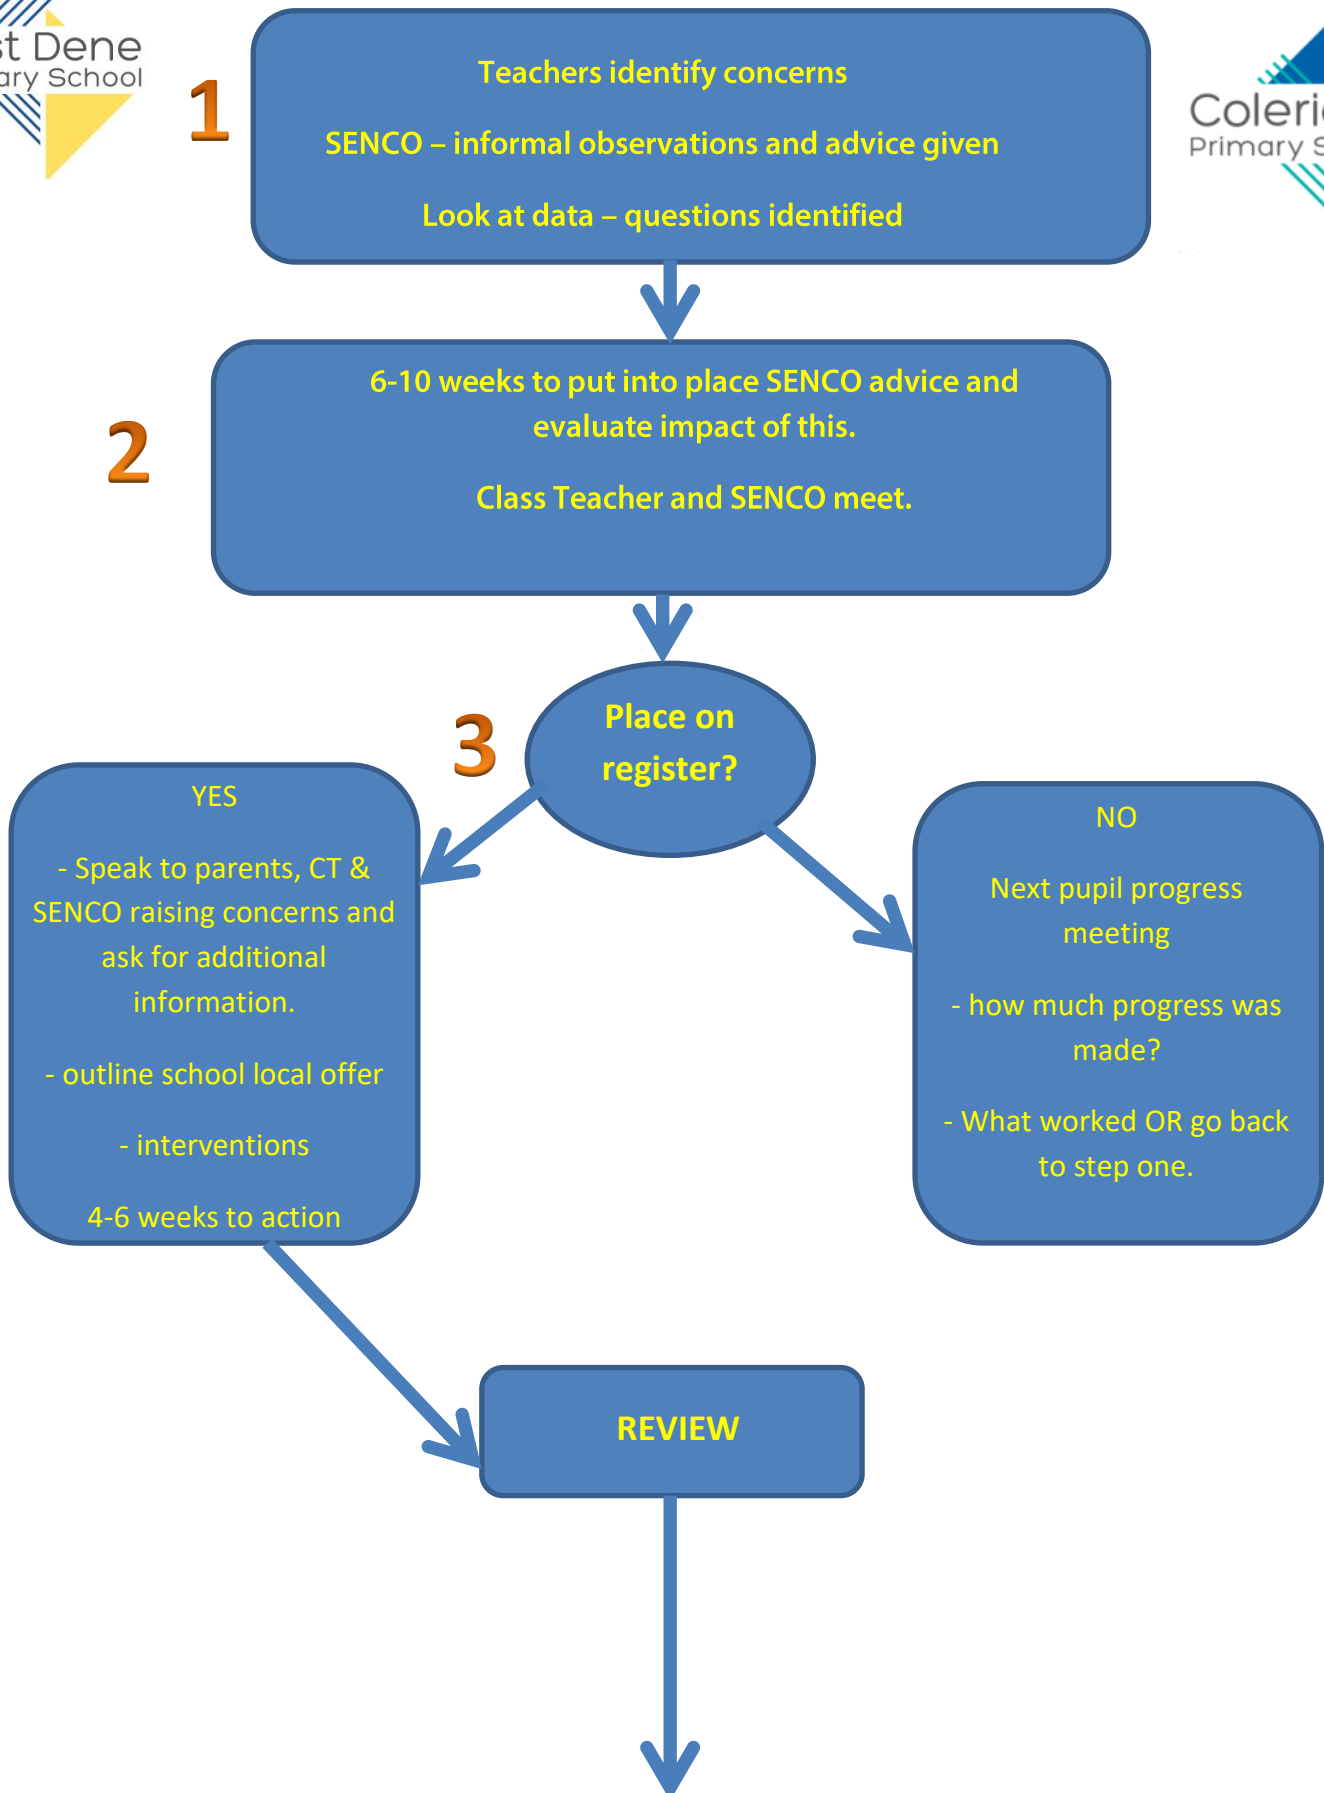 Dene
School
Primary
1
Teachers identify concerns
SENCO – informal observations and advice given
Look at data – questions identified
2
6-10 weeks to put into place SENCO advice and
evaluate impact of this.
Class Teacher and SENCO meet.
3
Place on
register?
YES
- Speak to parents, CT &
SENCO raising concerns and
ask for additional
information.
- outline school local offer
- interventions
4-6 weeks to action
NO
Next pupil progress
meeting
- how much progress was
made?
- What worked OR go back
to step one.
REVIEW